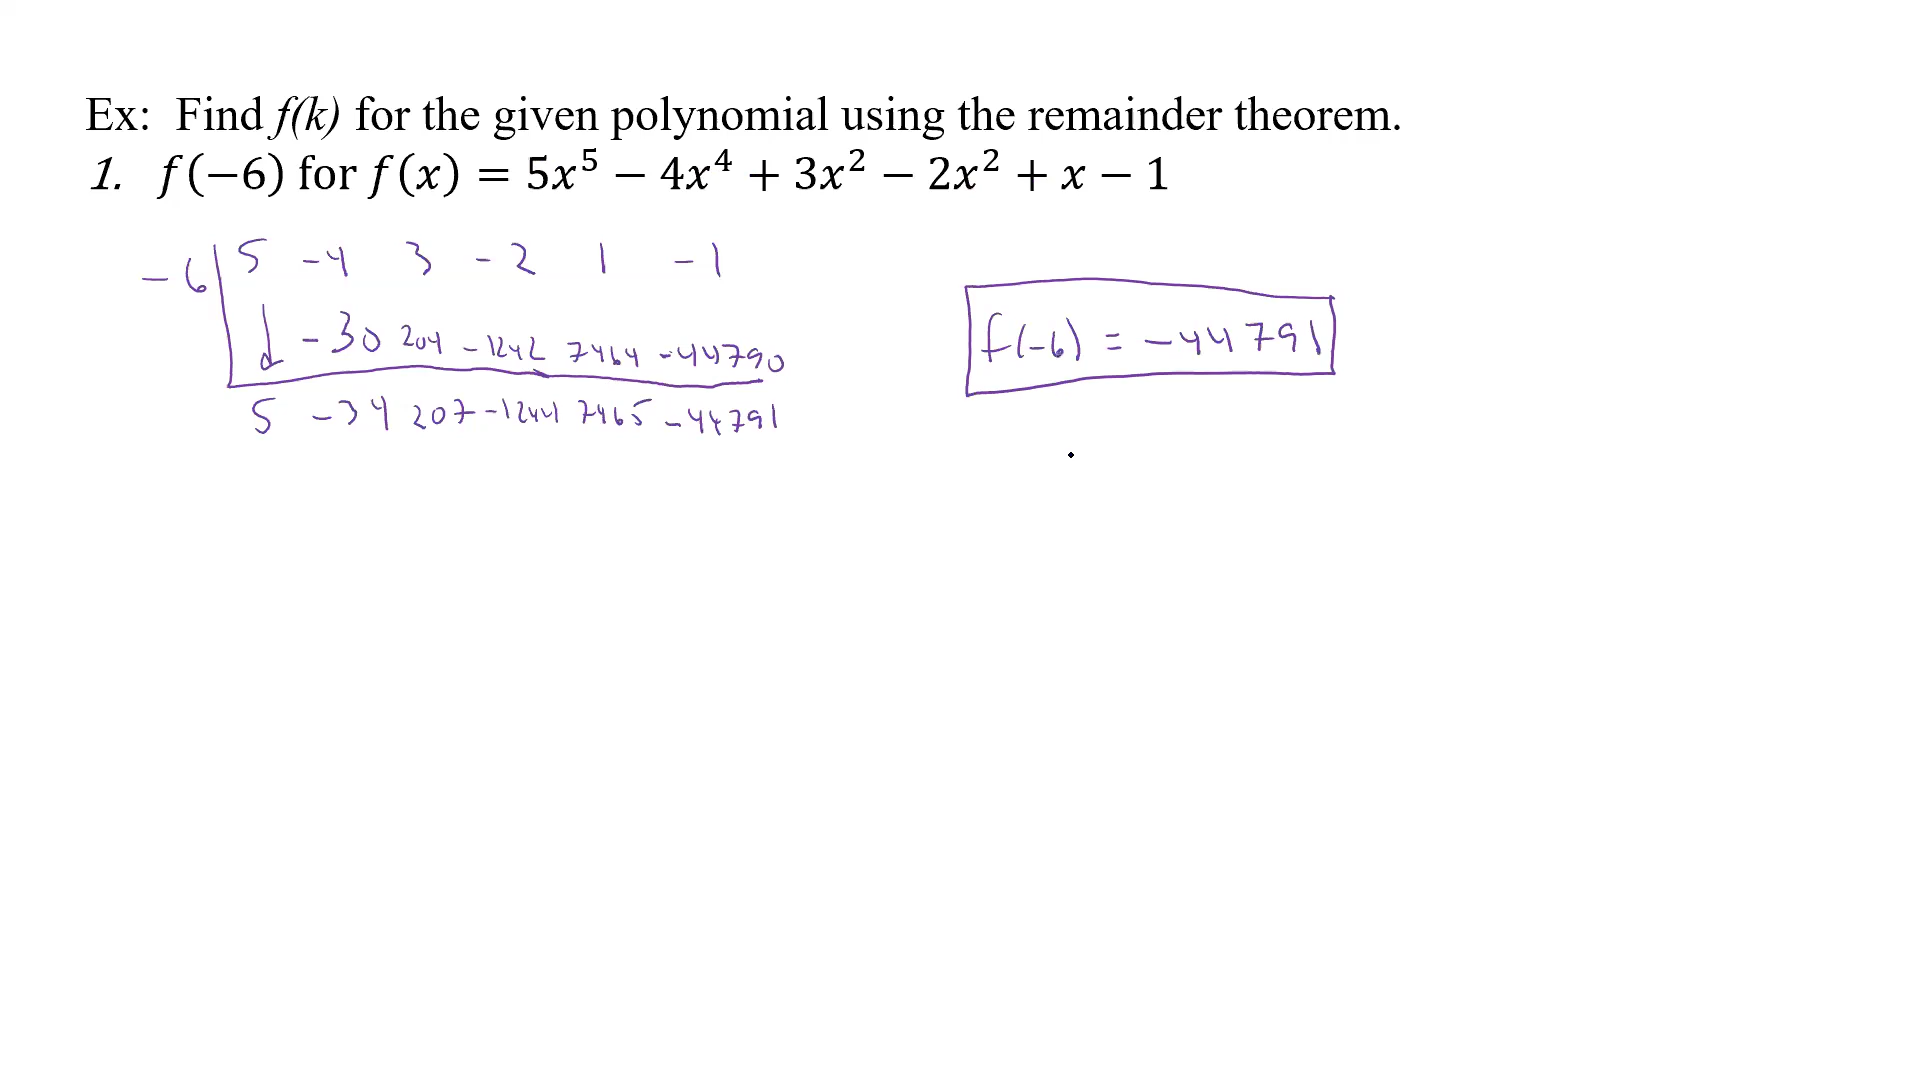 Ex: Find f(k) for the given polynomial using the remainder theorem.
1. f(−6) for f(x) = 5x⁵ − 4x⁴ + 3x² − 2x² + x − 1
-6 | 5 -4 3 -2 1 -1
↓ -30 204 -1242 7464 -44790
5 -34 207 -1244 7465 -44791
f(-6) = -44791